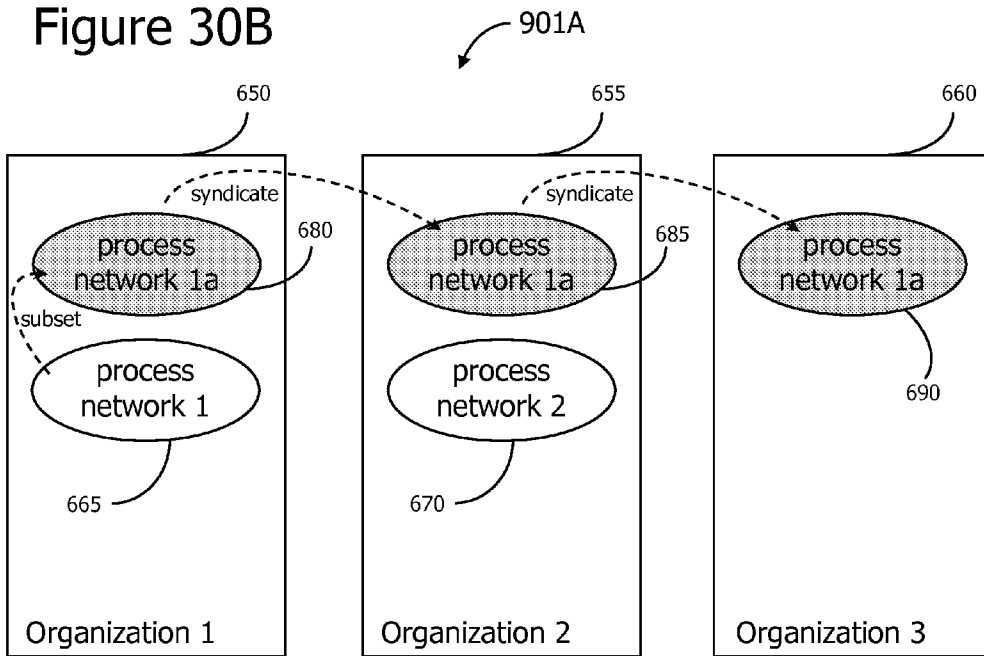 Figure 30B
901A
650
655
660
syndicate
syndicate
process
network 1a
680
process
network 1a
685
process
network 1a
subset
process
network 1
process
network 2
690
665
670
Organization 1
Organization 2
Organization 3